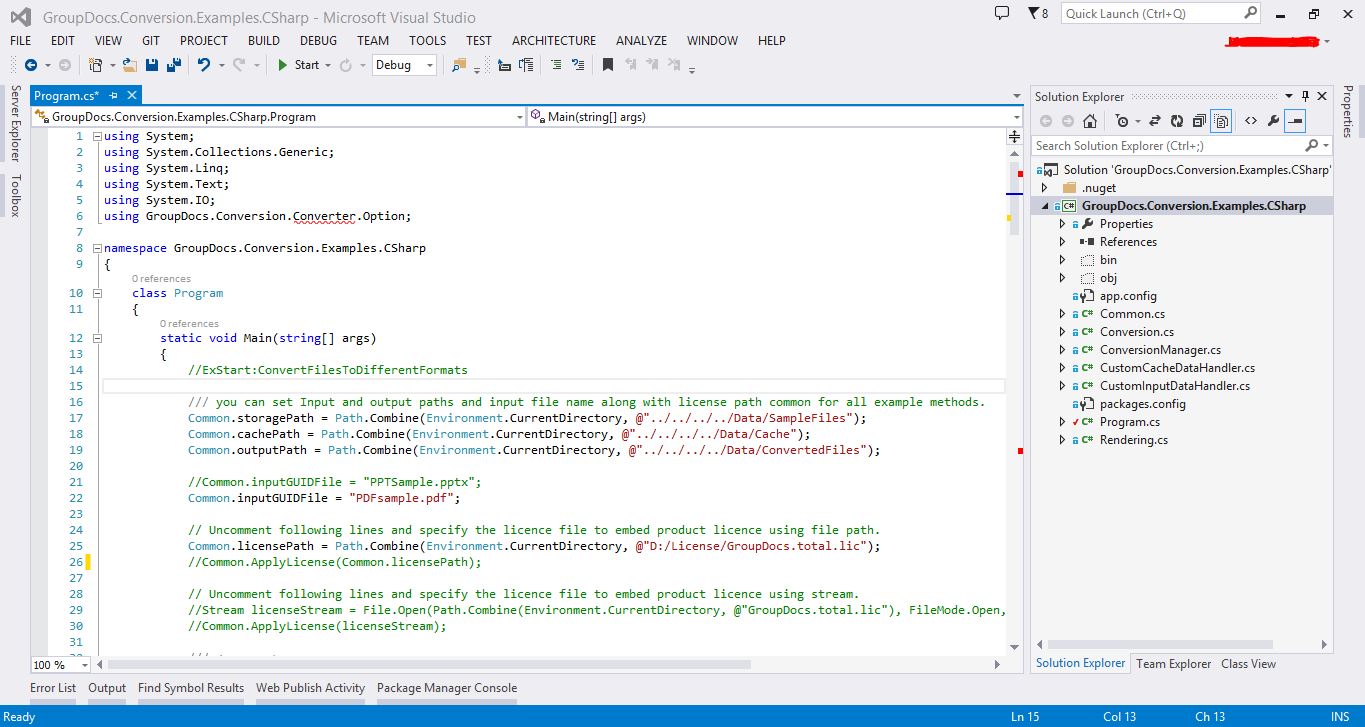 GroupDocs.Conversion.Examples.CSharp - Microsoft Visual Studio
8
Quick Launch (Ctrl+Q)
FILE EDIT VIEW GIT PROJECT BUILD DEBUG TEAM TOOLS TEST ARCHITECTURE ANALYZE WINDOW HELP
Start Debug
Server Explorer
Toolbox
Program.cs*
GroupDocs.Conversion.Examples.CSharp.Program
Main(string[] args)
1 using System;
2 using System.Collections.Generic;
3 using System.Linq;
4 using System.Text;
5 using System.IO;
6 using GroupDocs.Conversion.Converter.Option;
7
8 namespace GroupDocs.Conversion.Examples.CSharp
9 {
0 references
10 class Program
11 {
0 references
12 static void Main(string[] args)
13 {
14 //ExStart:ConvertFilesToDifferentFormats
15
16 /// you can set Input and output paths and input file name along with license path common for all example methods.
17 Common.storagePath = Path.Combine(Environment.CurrentDirectory, @"../../../../Data/SampleFiles");
18 Common.cachePath = Path.Combine(Environment.CurrentDirectory, @"../../../../Data/Cache");
19 Common.outputPath = Path.Combine(Environment.CurrentDirectory, @"../../../../Data/ConvertedFiles");
20
21 //Common.inputGUIDFile = "PPTSample.pptx";
22 Common.inputGUIDFile = "PDFsample.pdf";
23
24 // Uncomment following lines and specify the licence file to embed product licence using file path.
25 Common.licensePath = Path.Combine(Environment.CurrentDirectory, @"D:/License/GroupDocs.total.lic");
26 //Common.ApplyLicense(Common.licensePath);
27
28 // Uncomment following lines and specify the licence file to embed product licence using stream.
29 //Stream licenseStream = File.Open(Path.Combine(Environment.CurrentDirectory, @"GroupDocs.total.lic"), FileMode.Open,
30 //Common.ApplyLicense(licenseStream);
31
100 %
Solution Explorer
Search Solution Explorer (Ctrl+;)
Solution 'GroupDocs.Conversion.Examples.CSharp'
.nuget
GroupDocs.Conversion.Examples.CSharp
Properties
References
bin
obj
app.config
Common.cs
Conversion.cs
ConversionManager.cs
CustomCacheDataHandler.cs
CustomInputDataHandler.cs
packages.config
Program.cs
Rendering.cs
Solution Explorer Team Explorer Class View
Properties
Error List Output Find Symbol Results Web Publish Activity Package Manager Console
Ready Ln 15 Col 13 Ch 13 INS